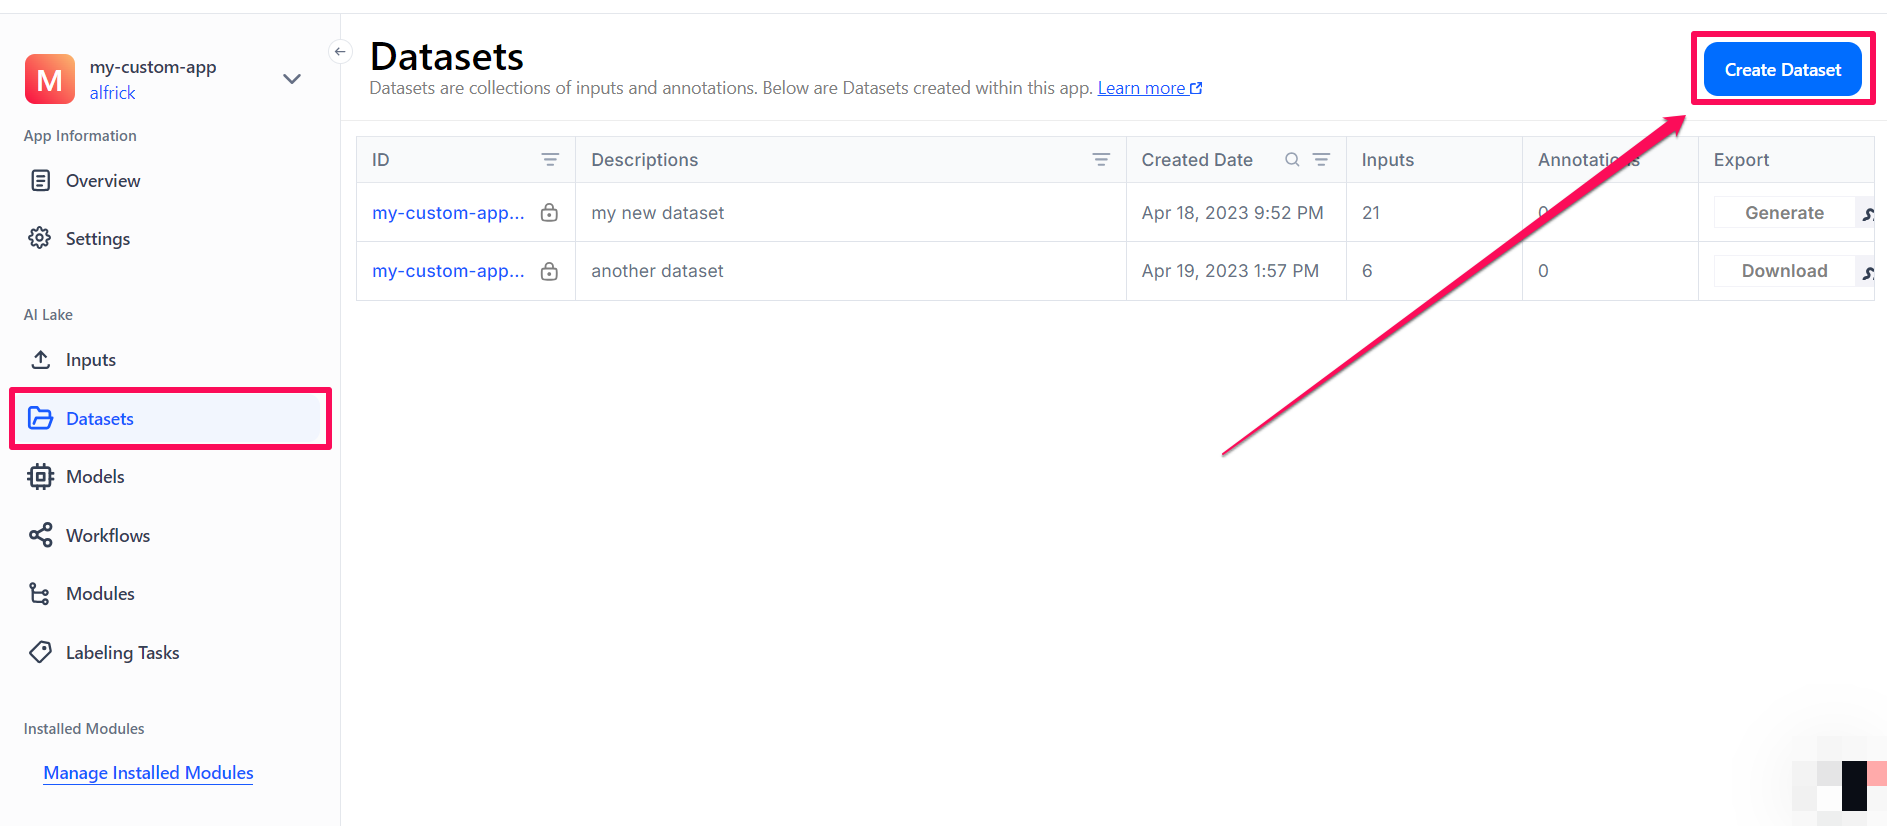 M
my-custom-app
alfrick
App Information
Overview
Settings
AI Lake
Inputs
Datasets
Models
Workflows
Modules
Labeling Tasks
Installed Modules
Manage Installed Modules
Datasets
Datasets are collections of inputs and annotations. Below are Datasets created within this app. Learn more
Create Dataset
ID Descriptions Created Date Inputs Annotations Export
my-custom-app... my new dataset Apr 18, 2023 9:52 PM 21 0 Generate
my-custom-app... another dataset Apr 19, 2023 1:57 PM 6 0 Download